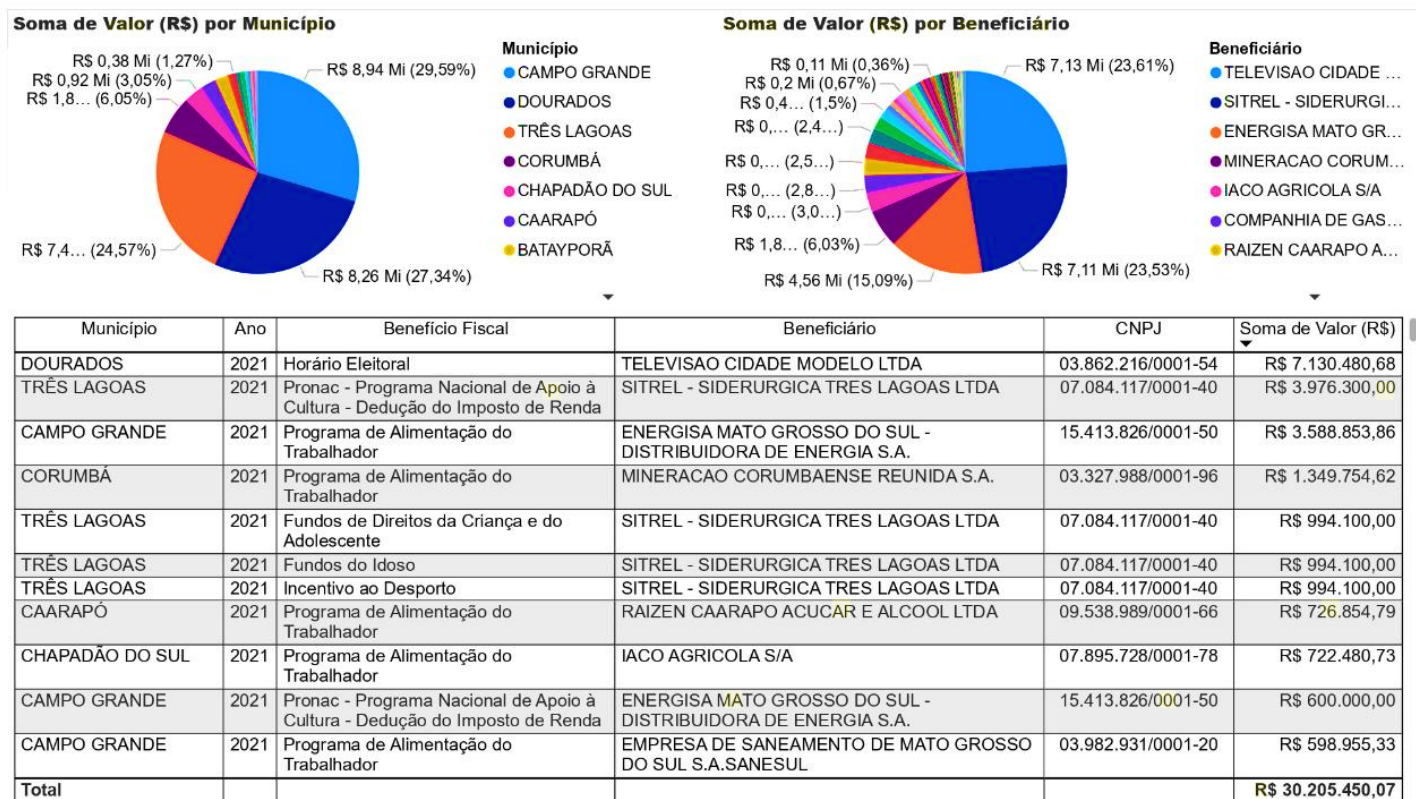 Soma de Valor (R$) por Município
R$ 0,38 Mi (1,27%)
R$ 0,92 Mi (3,05%)
R$ 1,8... (6,05%)
R$ 7,4... (24,57%)
R$ 8,94 Mi (29,59%)
R$ 8,26 Mi (27,34%)
Município
CAMPO GRANDE
DOURADOS
TRÊS LAGOAS
CORUMBÁ
CHAPADÃO DO SUL
CAARAPÓ
BATAYPORÃ
Soma de Valor (R$) por Beneficiário
R$ 0,11 Mi (0,36%)
R$ 0,2 Mi (0,67%)
R$ 0,4... (1,5%)
R$ 0,... (2,4...)
R$ 0,... (2,5...)
R$ 0,... (2,8...)
R$ 0,... (3,0...)
R$ 1,8... (6,03%)
R$ 4,56 Mi (15,09%)
R$ 7,13 Mi (23,61%)
R$ 7,11 Mi (23,53%)
Beneficiário
TELEVISAO CIDADE ...
SITREL - SIDERURGI...
ENERGISA MATO GR...
MINERACAO CORUM...
IACO AGRICOLA S/A
COMPANHIA DE GAS...
RAIZEN CAARAPO A...
Município Ano Benefício Fiscal Beneficiário CNPJ Soma de Valor (R$)
DOURADOS 2021 Horário Eleitoral TELEVISAO CIDADE MODELO LTDA 03.862.216/0001-54 R$ 7.130.480,68
TRÊS LAGOAS 2021 Pronac - Programa Nacional de Apoio à SITREL - SIDERURGICA TRES LAGOAS LTDA 07.084.117/0001-40 R$ 3.976.300,00
Cultura - Dedução do Imposto de Renda
CAMPO GRANDE 2021 Programa de Alimentação do ENERGISA MATO GROSSO DO SUL - 15.413.826/0001-50 R$ 3.588.853,86
Trabalhador DISTRIBUIDORA DE ENERGIA S.A.
CORUMBÁ 2021 Programa de Alimentação do MINERACAO CORUMBAENSE REUNIDA S.A. 03.327.988/0001-96 R$ 1.349.754,62
Trabalhador
TRÊS LAGOAS 2021 Fundos de Direitos da Criança e do SITREL - SIDERURGICA TRES LAGOAS LTDA 07.084.117/0001-40 R$ 994.100,00
Adolescente
TRÊS LAGOAS 2021 Fundos do Idoso SITREL - SIDERURGICA TRES LAGOAS LTDA 07.084.117/0001-40 R$ 994.100,00
TRÊS LAGOAS 2021 Incentivo ao Desporto SITREL - SIDERURGICA TRES LAGOAS LTDA 07.084.117/0001-40 R$ 994.100,00
CAARAPÓ 2021 Programa de Alimentação do RAIZEN CAARAPO ACUCAR E ALCOOL LTDA 09.538.989/0001-66 R$ 726.854,79
Trabalhador
CHAPADÃO DO SUL 2021 Programa de Alimentação do IACO AGRICOLA S/A 07.895.728/0001-78 R$ 722.480,73
Trabalhador
CAMPO GRANDE 2021 Pronac - Programa Nacional de Apoio à ENERGISA MATO GROSSO DO SUL - 15.413.826/0001-50 R$ 600.000,00
Cultura - Dedução do Imposto de Renda DISTRIBUIDORA DE ENERGIA S.A.
CAMPO GRANDE 2021 Programa de Alimentação do EMPRESA DE SANEAMENTO DE MATO GROSSO 03.982.931/0001-20 R$ 598.955,33
Trabalhador DO SUL S.A.SANESUL
Total R$ 30.205.450,07